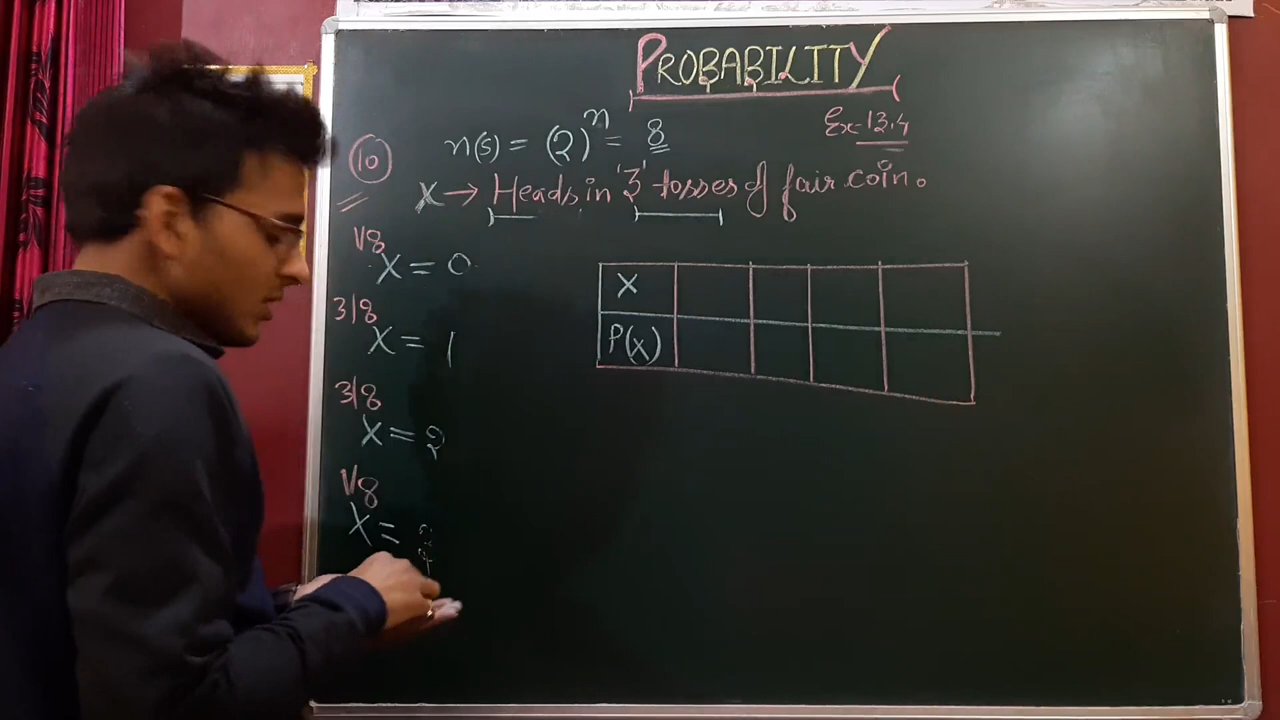 PROBABILITY
Ex-13.4
10
n(S) = (2)^n = 8
X → Heads in '3' tosses of fair coin.
1/8
X = 0
3/8
X = 1
3/8
X = 2
1/8
X =
X
P(X)